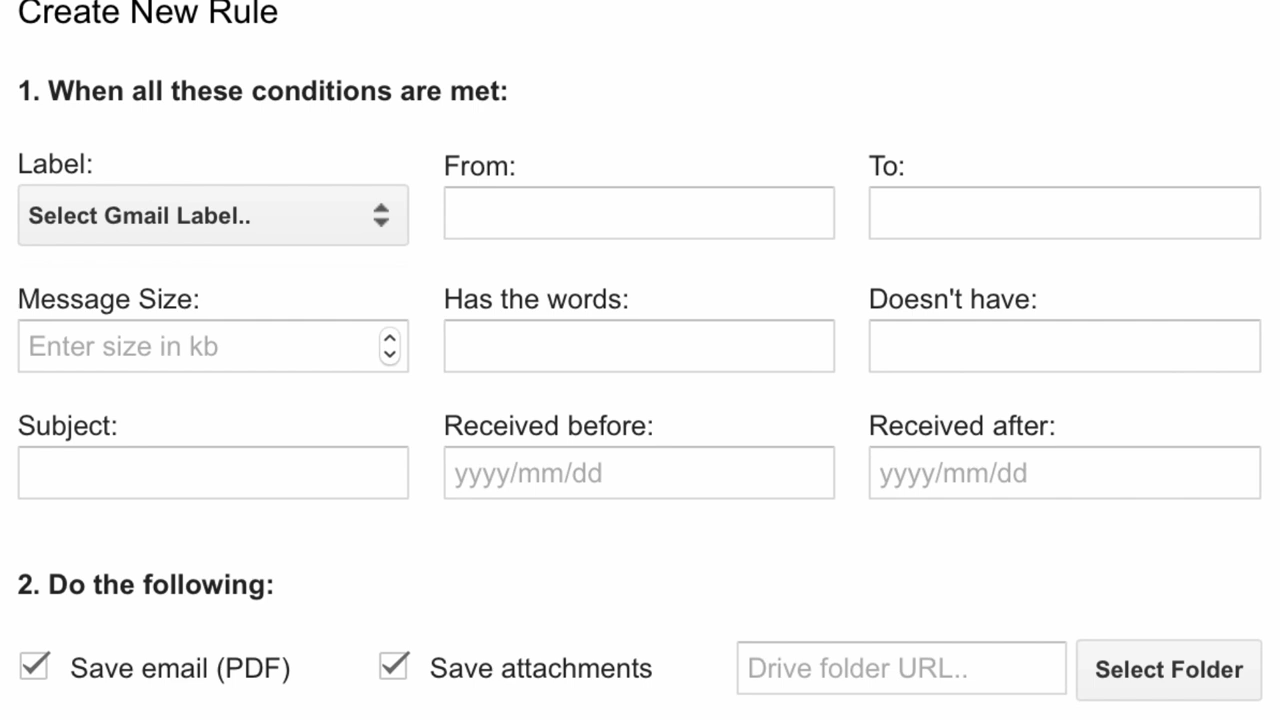 Create New Rule
1. When all these conditions are met:
Label: From: To:
Select Gmail Label..
Message Size: Has the words: Doesn't have:
Enter size in kb
Subject: Received before: Received after:
yyyy/mm/dd yyyy/mm/dd
2. Do the following:
Save email (PDF) Save attachments Drive folder URL.. Select Folder